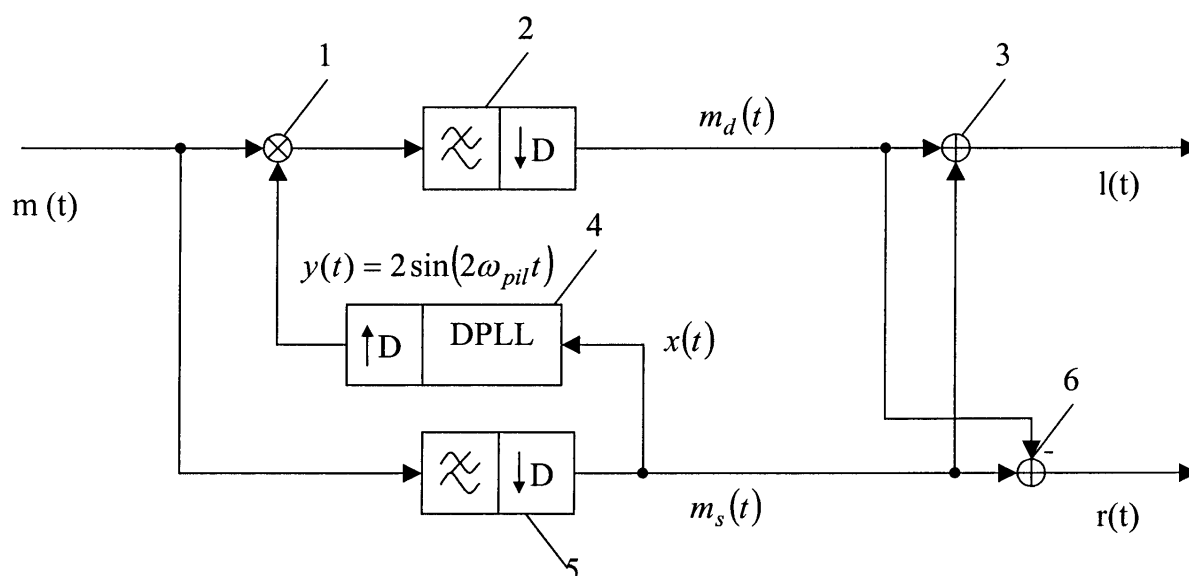 1
2
3
m_d(t)
m (t)
l(t)
↓D
y(t) = 2 sin(2ω_pil t)
4
↑D
DPLL
x(t)
6
-
↓D
m_s(t)
r(t)
5